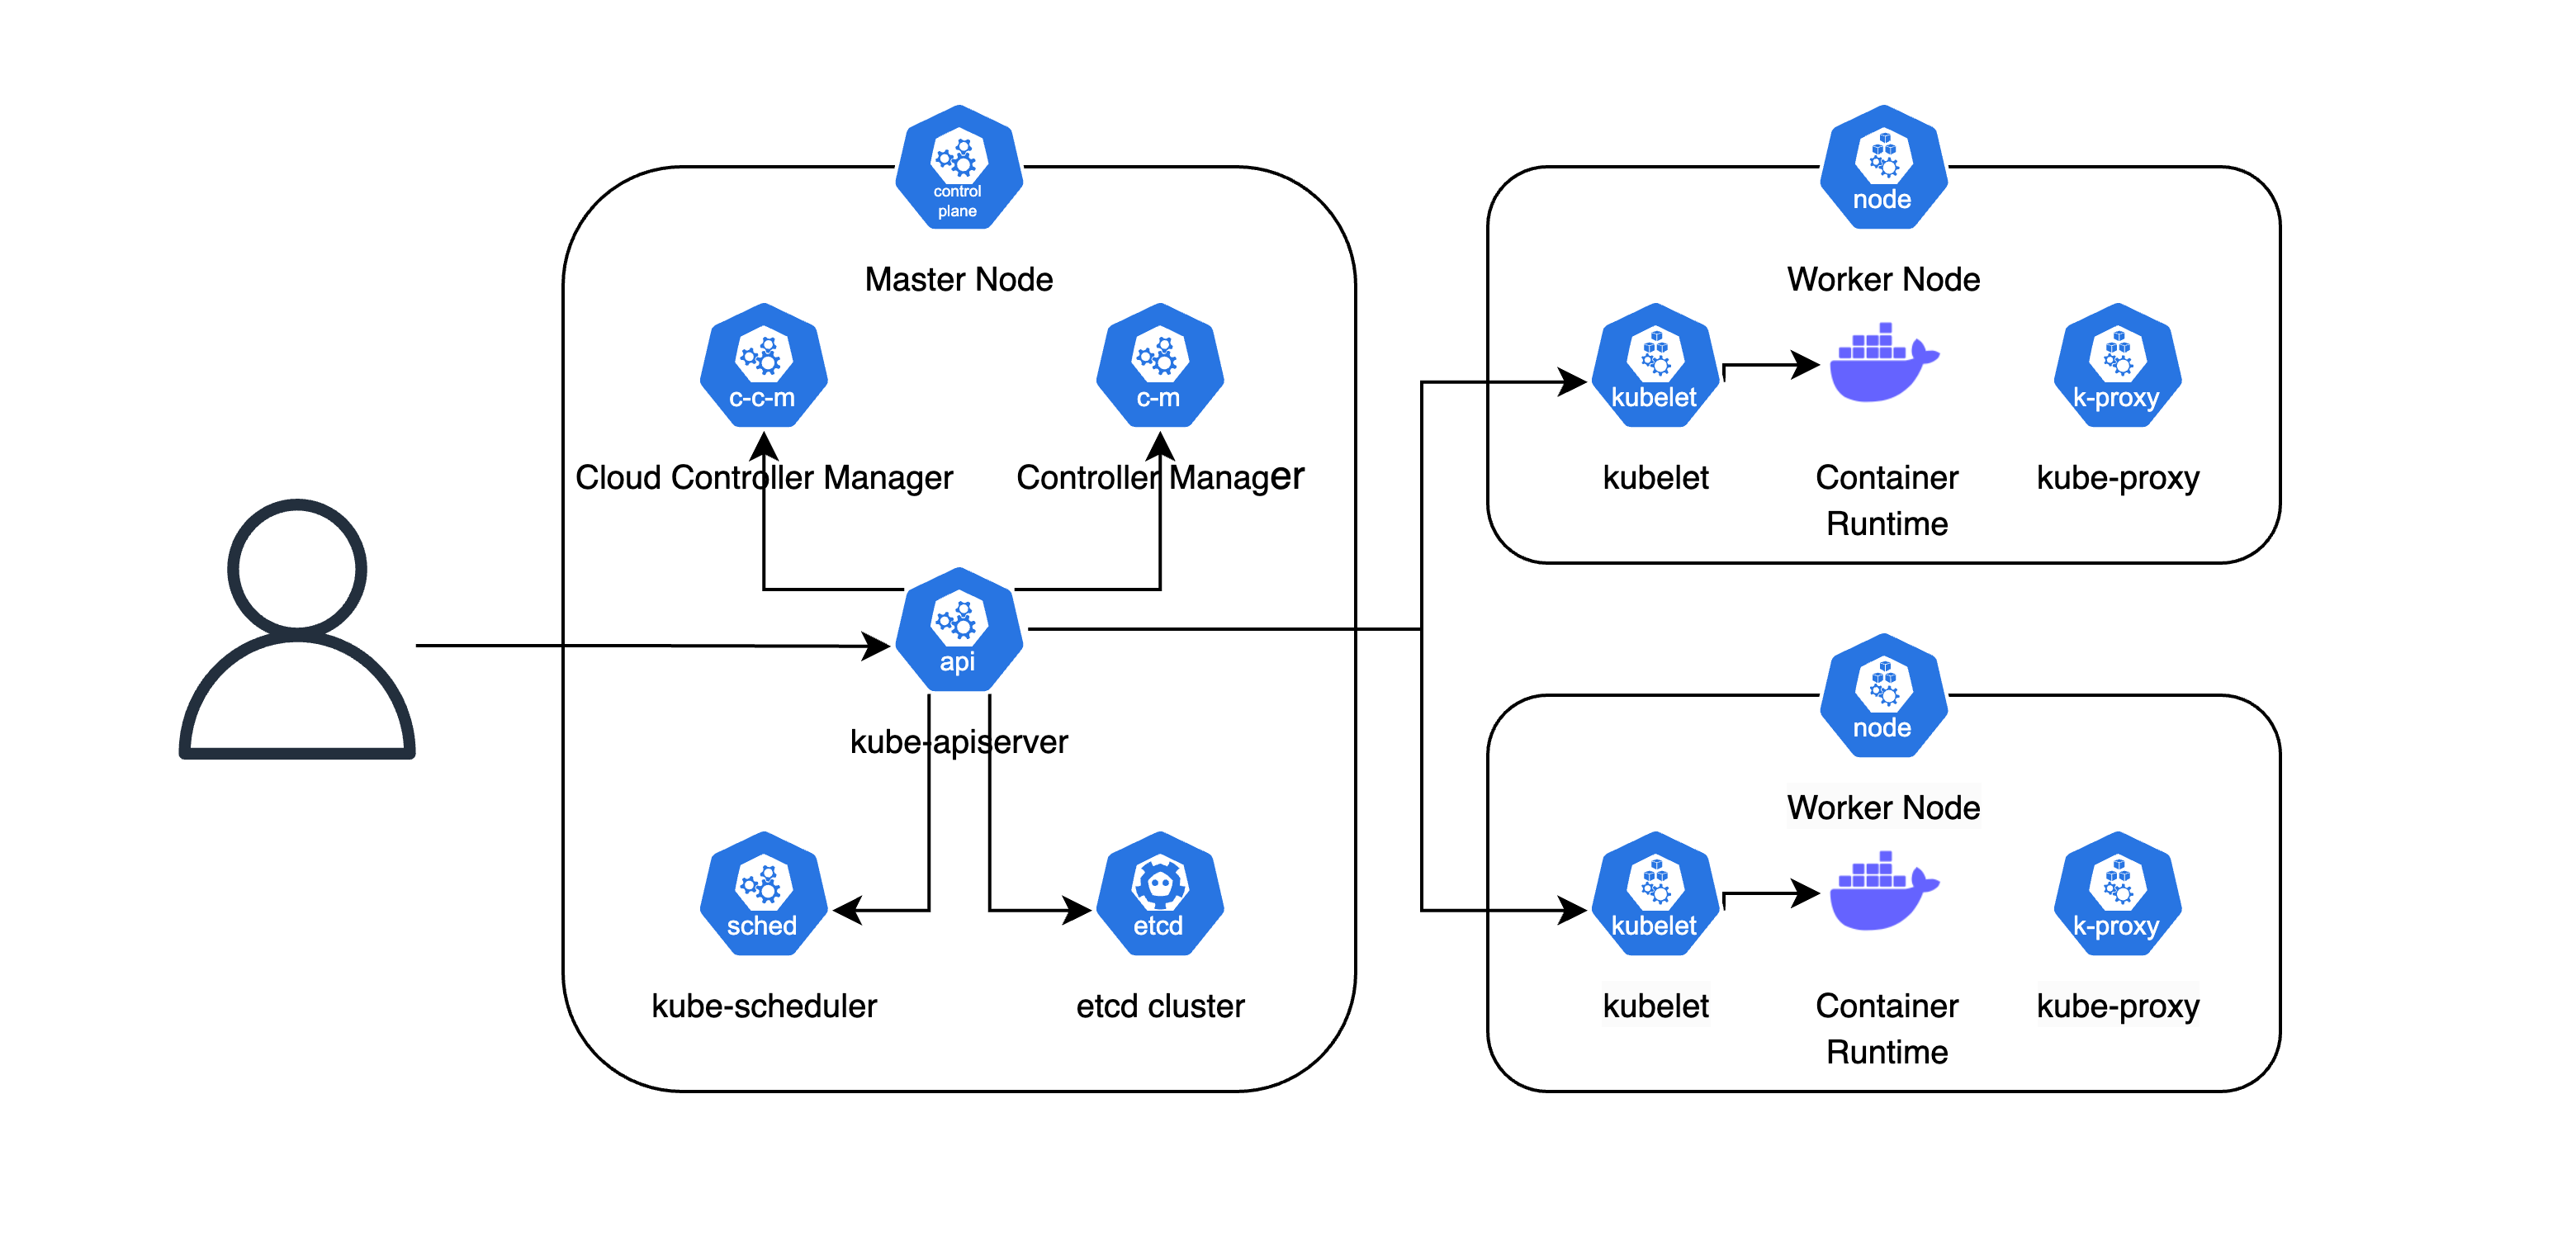 control
plane
Master Node
c-c-m
c-m
Cloud Controller Manager
Controller Manager
api
kube-apiserver
sched
etcd
kube-scheduler
etcd cluster
node
Worker Node
kubelet
k-proxy
kubelet
Container
Runtime
kube-proxy
node
Worker Node
kubelet
k-proxy
kubelet
Container
Runtime
kube-proxy